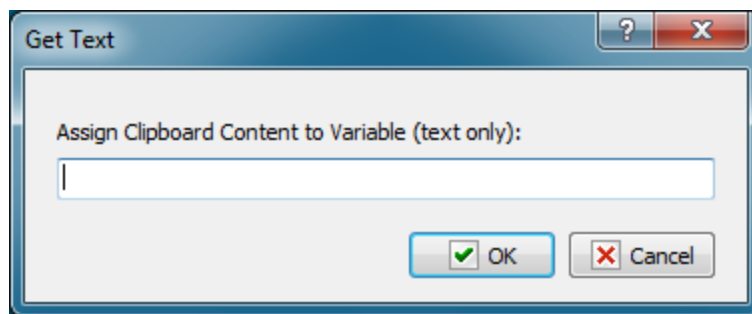 Get Text
?
Assign Clipboard Content to Variable (text only):
OK
Cancel